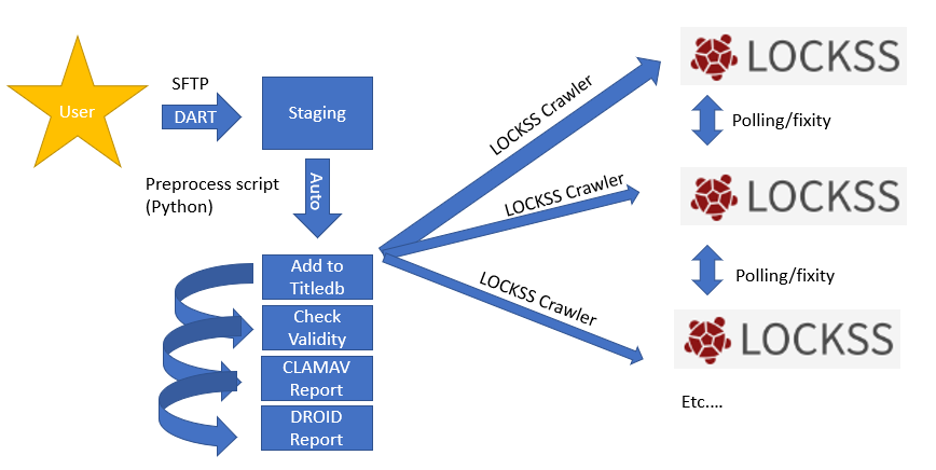 User
SFTP
DART
Staging
Auto
Preprocess script
(Python)
Add to
Titledb
Check
Validity
CLAMAV
Report
DROID
Report
LOCKSS Crawler
LOCKSS Crawler
LOCKSS Crawler
LOCKSS
Polling/fixity
LOCKSS
Polling/fixity
LOCKSS
Etc....